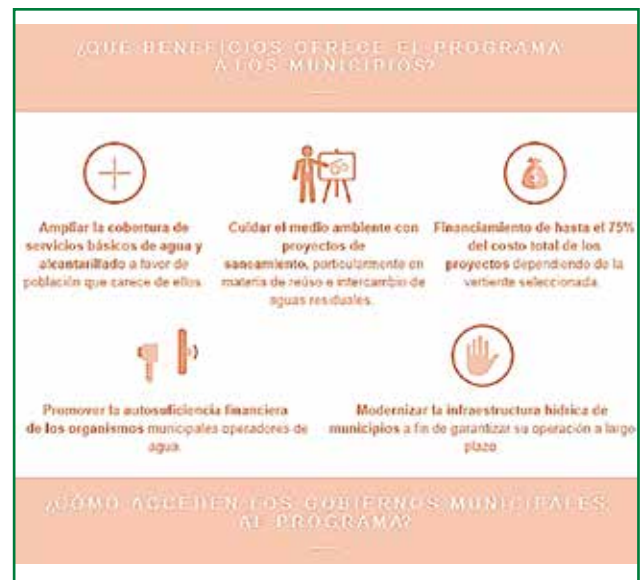 ¿QUÉ BENEFICIOS OFRECE EL PROGRAMA
A LOS MUNICIPIOS?
Ampliar la cobertura de
servicios básicos de agua y
alcantarillado a favor de
población que carece de ellos.
Cuidar el medio ambiente con
proyectos de
saneamiento, particularmente en
materia de reúso e intercambio de
aguas residuales.
Financiamiento de hasta el 75%
del costo total de los
proyectos dependiendo de la
vertiente seleccionada.
Promover la autosuficiencia financiera
de los organismos municipales operadores de
agua.
Modernizar la infraestructura hídrica de
municipios a fin de garantizar su operación a largo
plazo
¿CÓMO ACCEDEN LOS GOBIERNOS MUNICIPALES
AL PROGRAMA?